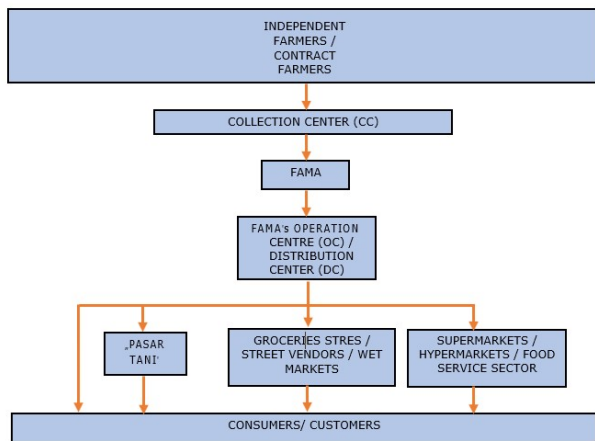 INDEPENDENT
FARMERS /
CONTRACT
FARMERS
COLLECTION CENTER (CC)
FAMA
FAMA's OPERATION
CENTRE (OC) /
DISTRIBUTION
CENTER (DC)
„PASAR
TANI‟
GROCERIES STRES /
STREET VENDORS / WET
MARKETS
SUPERMARKETS /
HYPERMARKETS / FOOD
SERVICE SECTOR
CONSUMERS/ CUSTOMERS